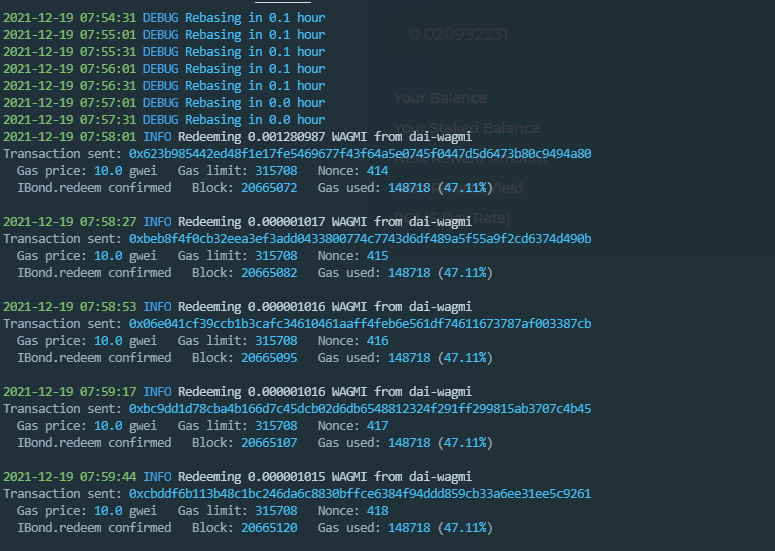 2021-12-19 07:54:31 DEBUG Rebasing in 0.1 hour
2021-12-19 07:55:01 DEBUG Rebasing in 0.1 hour
2021-12-19 07:55:31 DEBUG Rebasing in 0.1 hour
2021-12-19 07:56:01 DEBUG Rebasing in 0.1 hour
2021-12-19 07:56:31 DEBUG Rebasing in 0.1 hour
2021-12-19 07:57:01 DEBUG Rebasing in 0.0 hour
2021-12-19 07:57:31 DEBUG Rebasing in 0.0 hour
2021-12-19 07:58:01 INFO Redeeming 0.001280987 WAGMI from dai-wagmi
Transaction sent: 0x623b985442ed48f1e17fe5469677f43f64a5e0745f0447d5d6473b80c9494a80
Gas price: 10.0 gwei Gas limit: 315708 Nonce: 414
IBond.redeem confirmed Block: 20665072 Gas used: 148718 (47.11%)
2021-12-19 07:58:27 INFO Redeeming 0.000001017 WAGMI from dai-wagmi
Transaction sent: 0xbeb8f4f0cb32eea3ef3add0433800774c7743d6df489a5f55a9f2cd6374d490b
Gas price: 10.0 gwei Gas limit: 315708 Nonce: 415
IBond.redeem confirmed Block: 20665082 Gas used: 148718 (47.11%)
2021-12-19 07:58:53 INFO Redeeming 0.000001016 WAGMI from dai-wagmi
Transaction sent: 0x06e041cf39ccb1b3cafc34610461aaff4feb6e561df74611673787af003387cb
Gas price: 10.0 gwei Gas limit: 315708 Nonce: 416
IBond.redeem confirmed Block: 20665095 Gas used: 148718 (47.11%)
2021-12-19 07:59:17 INFO Redeeming 0.000001016 WAGMI from dai-wagmi
Transaction sent: 0xbc9dd1d78cba4b166d7c45dcb02d6db6548812324f291ff299815ab3707c4b45
Gas price: 10.0 gwei Gas limit: 315708 Nonce: 417
IBond.redeem confirmed Block: 20665107 Gas used: 148718 (47.11%)
2021-12-19 07:59:44 INFO Redeeming 0.000001015 WAGMI from dai-wagmi
Transaction sent: 0xcbddf6b113b48c1bc246da6c8830bffce6384f94ddd859cb33a6ee31ee5c9261
Gas price: 10.0 gwei Gas limit: 315708 Nonce: 418
IBond.redeem confirmed Block: 20665120 Gas used: 148718 (47.11%)
0.020992231
Your Balance
Your Staked Balance
Next Reward Amount
Yield
Rate)